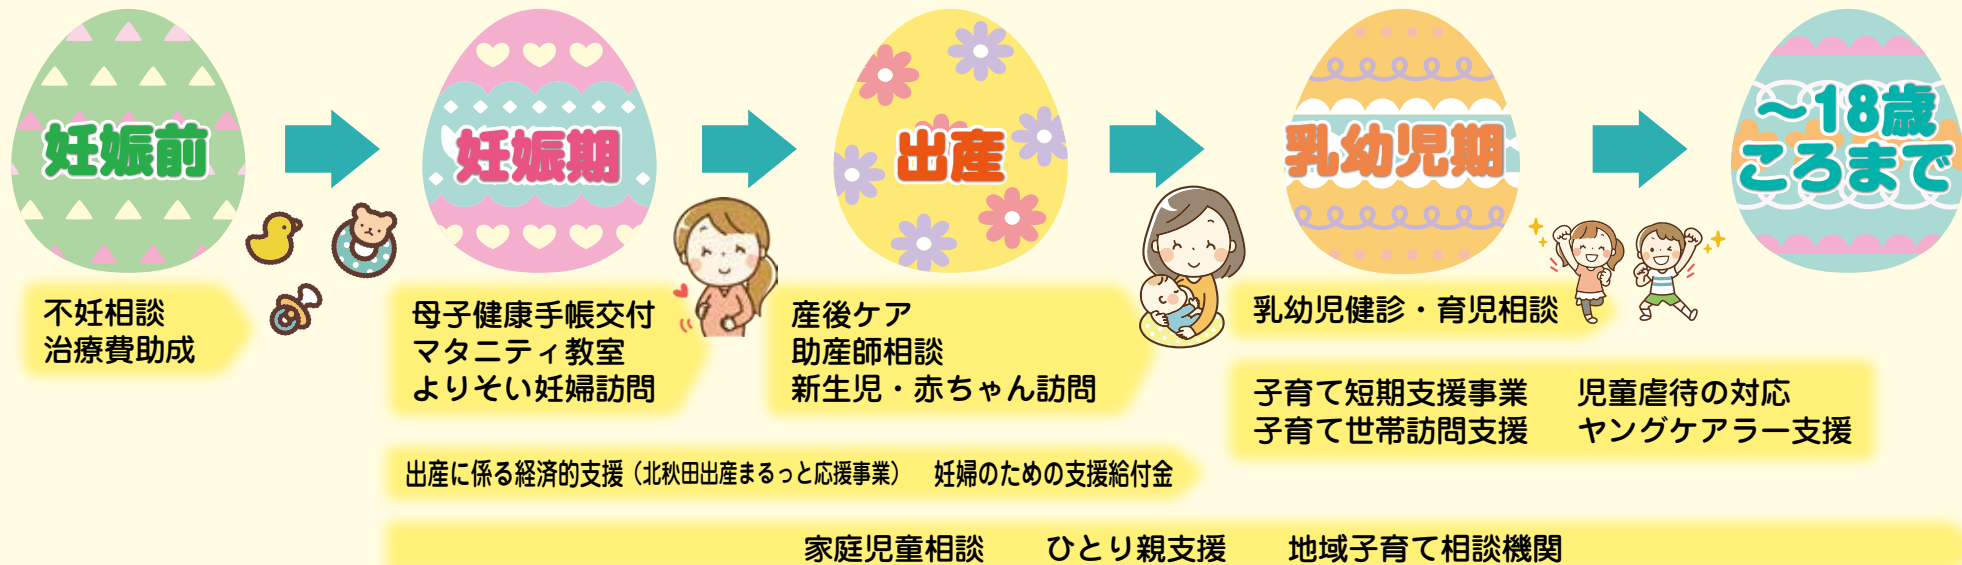 妊娠前
妊娠期
出産
乳幼児期
～18歳
ころまで
不妊相談
治療費助成
母子健康手帳交付
マタニティ教室
よりそい妊婦訪問
産後ケア
助産師相談
新生児・赤ちゃん訪問
乳幼児健診・育児相談
子育て短期支援事業　児童虐待の対応
子育て世帯訪問支援　ヤングケアラー支援
出産に係る経済的支援（北秋田出産まるっと応援事業）　妊婦のための支援給付金
家庭児童相談　ひとり親支援　地域子育て相談機関